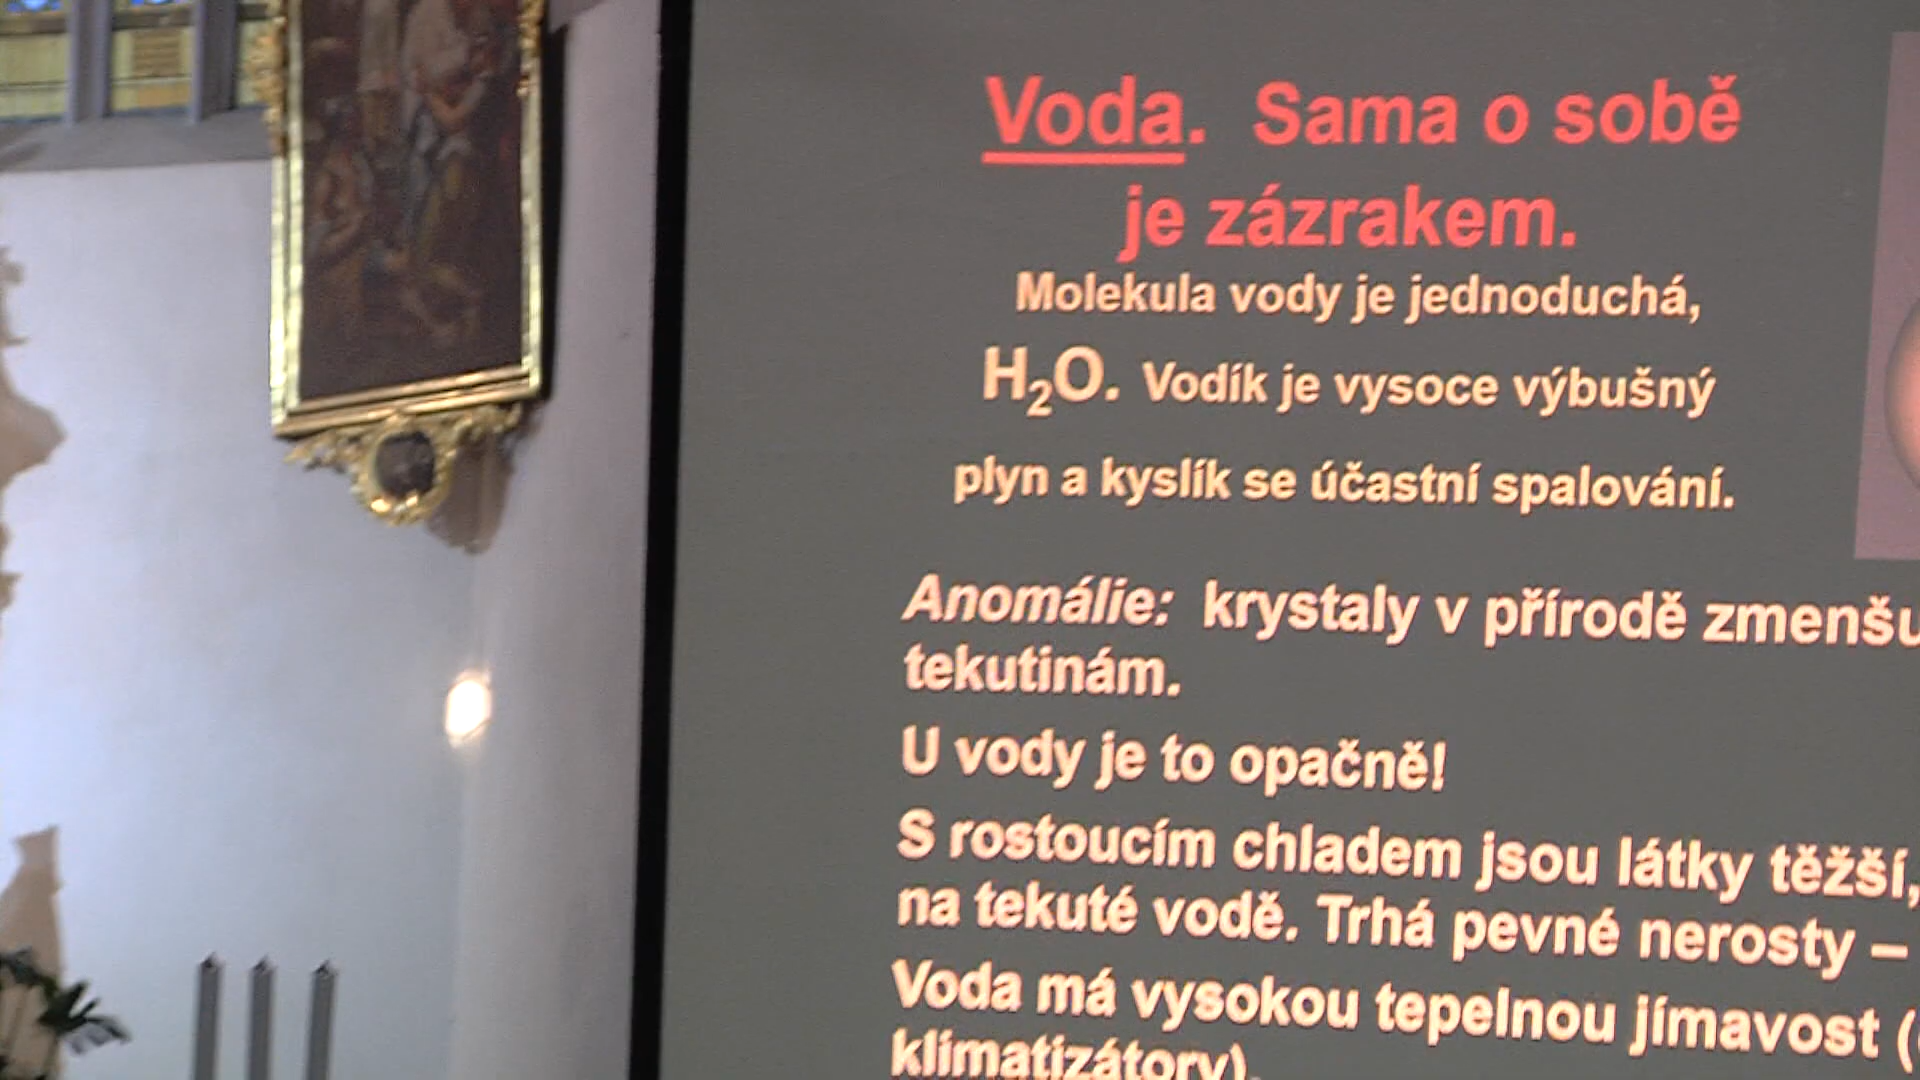 Voda. Sama o sobě
je zázrakem.
Molekula vody je jednoduchá,
H₂O. Vodík je vysoce výbušný
plyn a kyslík se účastní spalování.
Anomálie: krystaly v přírodě
tekutinám.
U vody je to opačně!
S rostoucím chladem jsou látky těžší,
na tekuté vodě. Trhá pevné nerosty –
Voda má vysokou tepelnou jímavost (
klimatizátory).